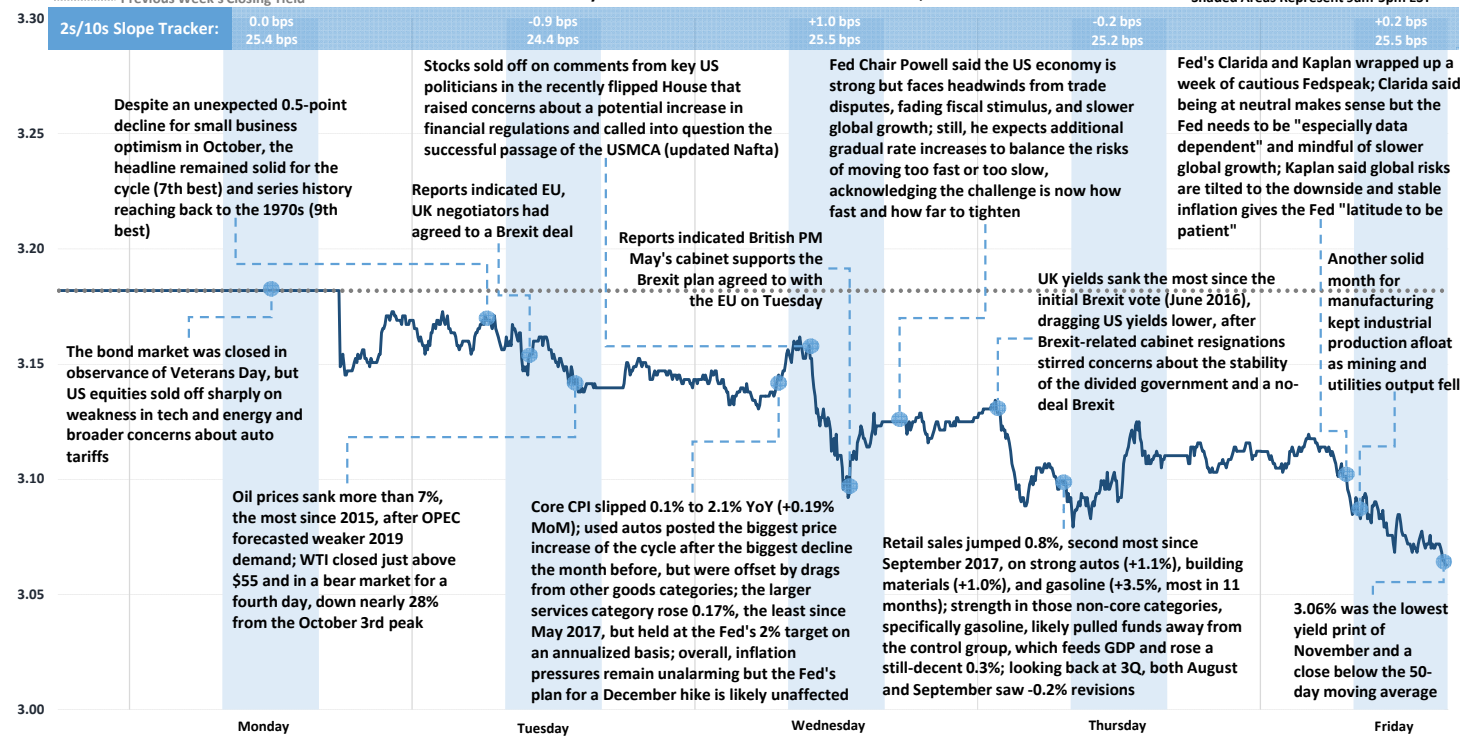 Previous Week's Closing Yield
Shaded Areas Represent 9am-5pm EST
3.30
2s/10s Slope Tracker:
0.0 bps
25.4 bps
-0.9 bps
24.4 bps
+1.0 bps
25.5 bps
-0.2 bps
25.2 bps
+0.2 bps
25.5 bps
Despite an unexpected 0.5-point
decline for small business
optimism in October, the
headline remained solid for the
cycle (7th best) and series history
reaching back to the 1970s (9th
best)
Stocks sold off on comments from key US
politicians in the recently flipped House that
raised concerns about a potential increase in
financial regulations and called into question the
successful passage of the USMCA (updated Nafta)
Reports indicated EU,
UK negotiators had
agreed to a Brexit deal
Reports indicated British PM
May's cabinet supports the
Brexit plan agreed to with
the EU on Tuesday
Fed Chair Powell said the US economy is
strong but faces headwinds from trade
disputes, fading fiscal stimulus, and slower
global growth; still, he expects additional
gradual rate increases to balance the risks
of moving too fast or too slow,
acknowledging the challenge is now how
fast and how far to tighten
Fed's Clarida and Kaplan wrapped up a
week of cautious Fedspeak; Clarida said
being at neutral makes sense but the
Fed needs to be "especially data
dependent" and mindful of slower
global growth; Kaplan said global risks
are tilted to the downside and stable
inflation gives the Fed "latitude to be
patient"
UK yields sank the most since the
initial Brexit vote (June 2016),
dragging US yields lower, after
Brexit-related cabinet resignations
stirred concerns about the stability
of the divided government and a no-
deal Brexit
Another solid
month for
manufacturing
kept industrial
production afloat
as mining and
utilities output fell
3.25
3.20
3.15
3.10
3.05
3.00
The bond market was closed in
observance of Veterans Day, but
US equities sold off sharply on
weakness in tech and energy and
broader concerns about auto
tariffs
Oil prices sank more than 7%,
the most since 2015, after OPEC
forecasted weaker 2019
demand; WTI closed just above
$55 and in a bear market for a
fourth day, down nearly 28%
from the October 3rd peak
Core CPI slipped 0.1% to 2.1% YoY (+0.19%
MoM); used autos posted the biggest price
increase of the cycle after the biggest decline
the month before, but were offset by drags
from other goods categories; the larger
services category rose 0.17%, the least since
May 2017, but held at the Fed's 2% target on
an annualized basis; overall, inflation
pressures remain unalarming but the Fed's
plan for a December hike is likely unaffected
Retail sales jumped 0.8%, second most since
September 2017, on strong autos (+1.1%), building
materials (+1.0%), and gasoline (+3.5%, most in 11
months); strength in those non-core categories,
specifically gasoline, likely pulled funds away from
the control group, which feeds GDP and rose a
still-decent 0.3%; looking back at 3Q, both August
and September saw -0.2% revisions
3.06% was the lowest
yield print of
November and a
close below the 50-
day moving average
Monday
Tuesday
Wednesday
Thursday
Friday